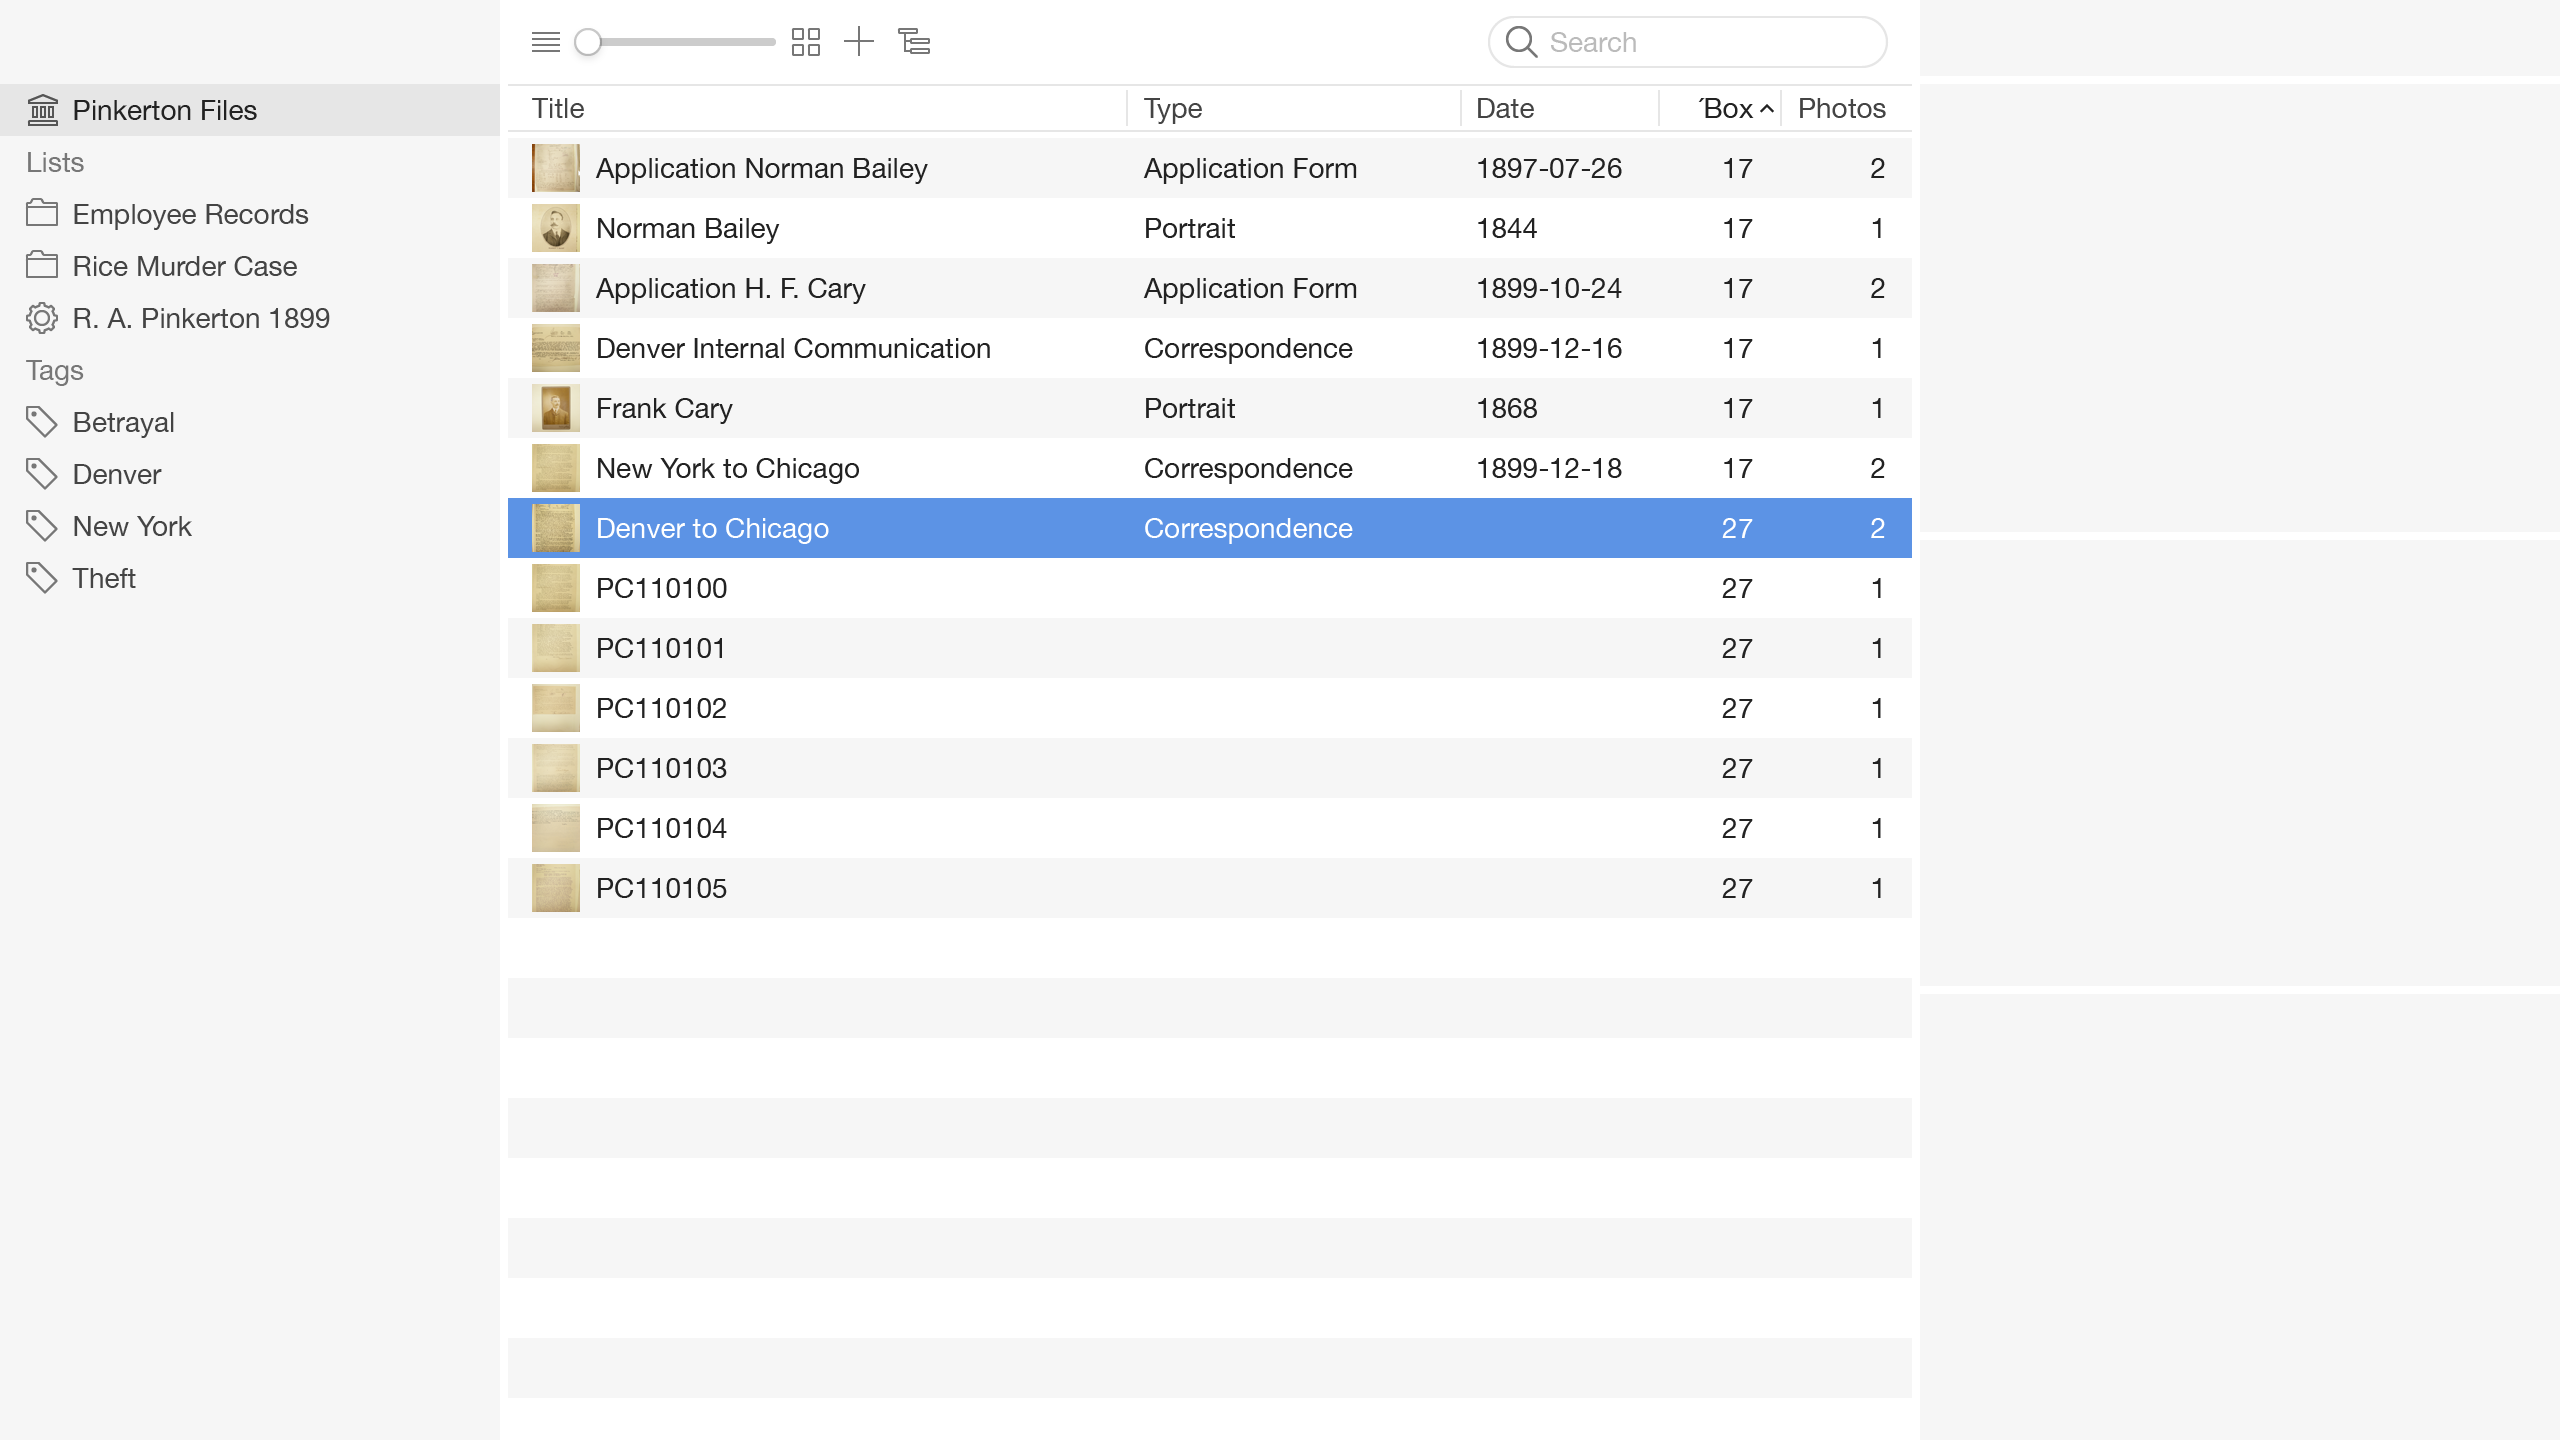 Search
Pinkerton Files
Lists
Employee Records
Rice Murder Case
R. A. Pinkerton 1899
Tags
Betrayal
Denver
New York
Theft
Title Type Date ´Box Photos
Application Norman Bailey Application Form 1897-07-26 17 2
Norman Bailey Portrait 1844 17 1
Application H. F. Cary Application Form 1899-10-24 17 2
Denver Internal Communication Correspondence 1899-12-16 17 1
Frank Cary Portrait 1868 17 1
New York to Chicago Correspondence 1899-12-18 17 2
Denver to Chicago Correspondence 27 2
PC110100 27 1
PC110101 27 1
PC110102 27 1
PC110103 27 1
PC110104 27 1
PC110105 27 1